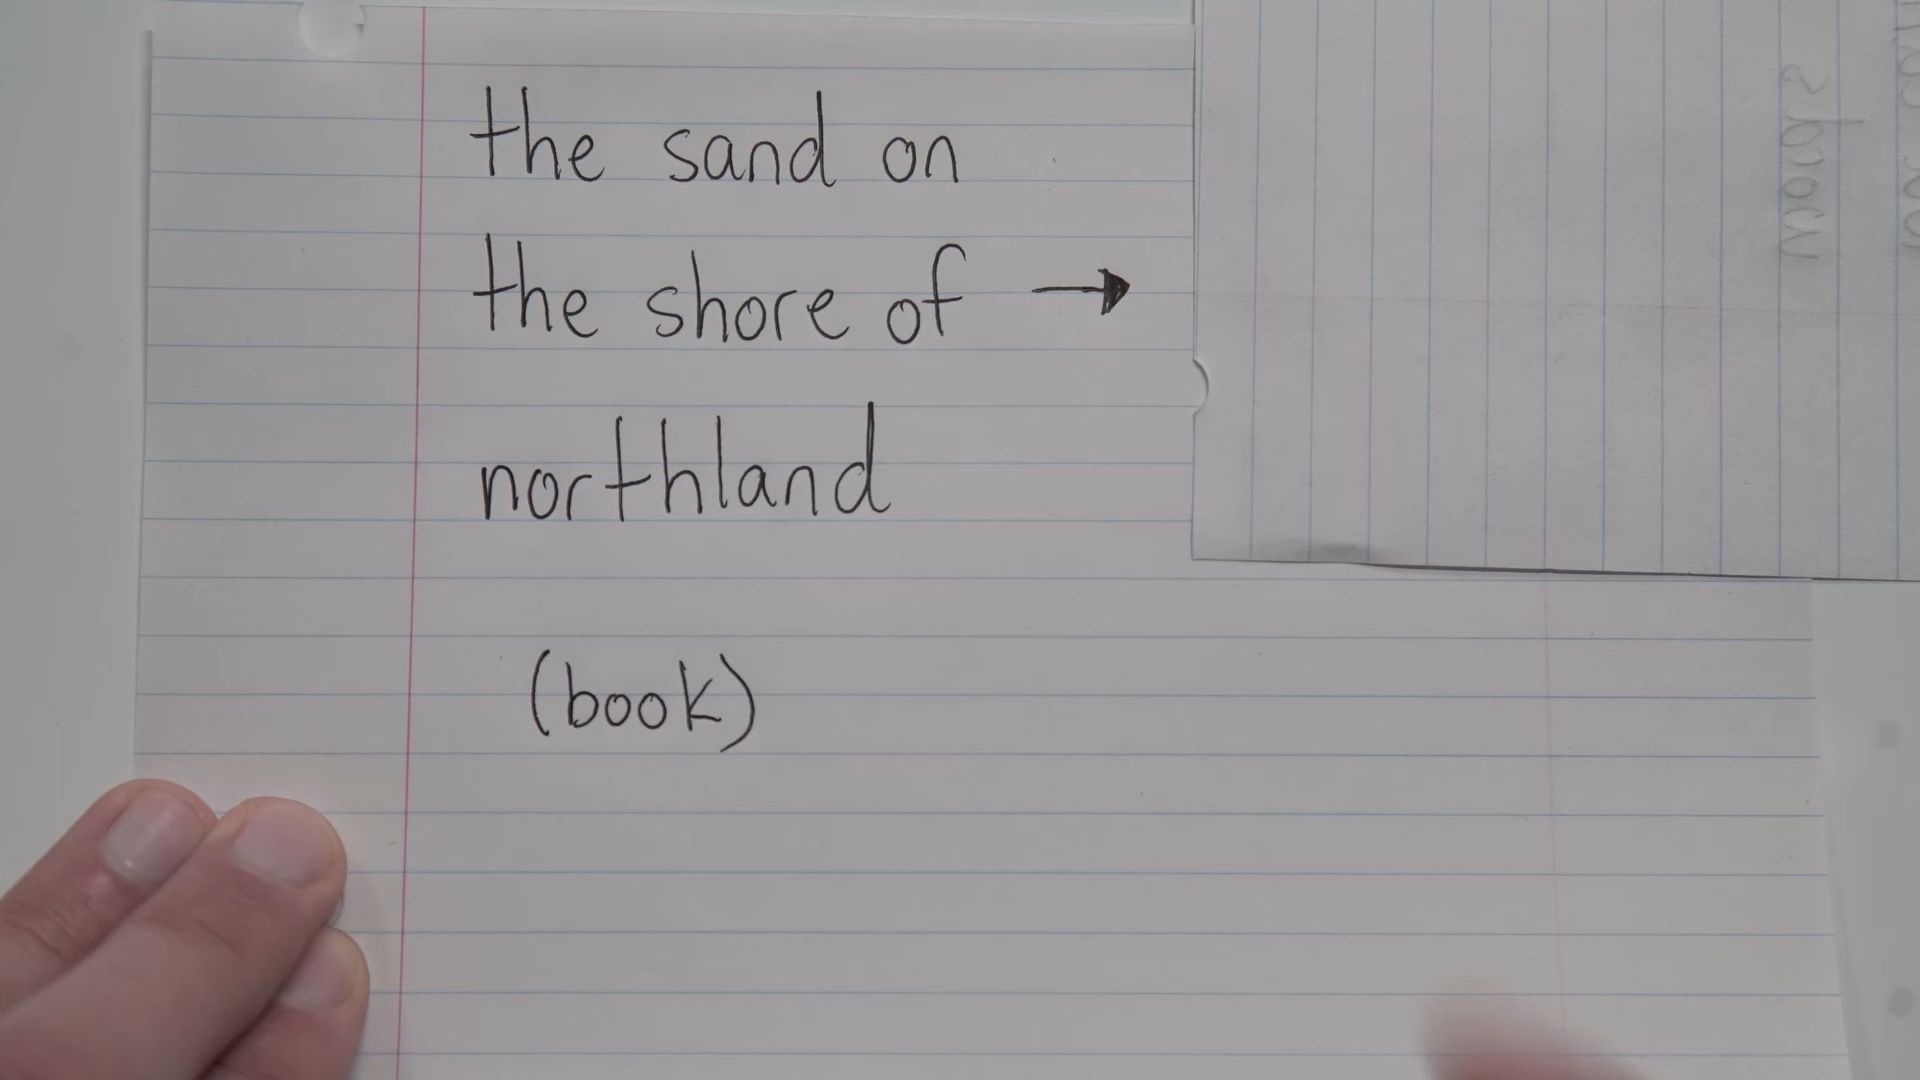 the sand on
the shore of →
northland
(book)